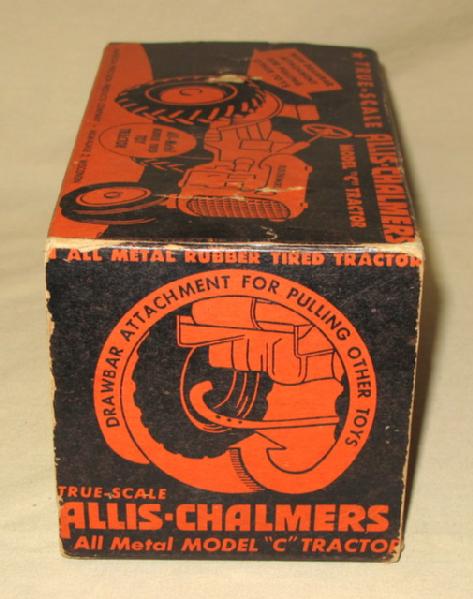 ★ TRUE-SCALE
ALLIS-CHALMERS
MODEL "C" TRACTOR
ALL METAL RUBBER TIRED TRACTOR
DRAWBAR ATTACHMENT FOR PULLING OTHER TOYS
TRUE-SCALE
ALLIS-CHALMERS
All Metal MODEL "C" TRACTOR